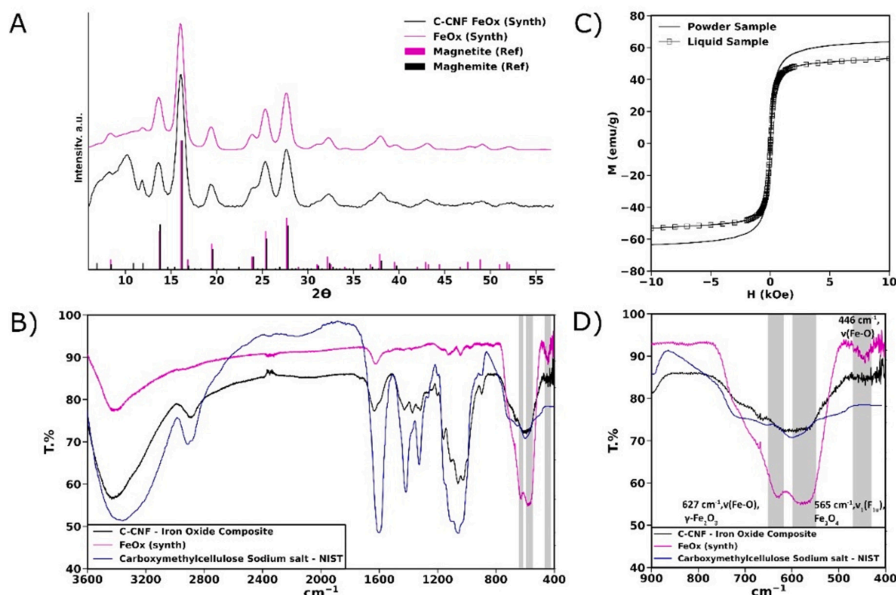 A
C-CNF FeOx (Synth)
FeOx (Synth)
Magnetite (Ref)
Maghemite (Ref)
Intensity. a.u.
10 15 20 25 30 35 40 45 50 55
2Θ
C)
Powder Sample
Liquid Sample
M (emu/g)
80
60
40
20
0
−20
−40
−60
−80
−10 −5 0 5 10
H (kOe)
B)
T.%
100
90
80
70
60
50
40
C-CNF - Iron Oxide Composite
FeOx (synth)
Carboxymethylcellulose Sodium salt - NIST
3600 3200 2800 2400 2000 1600 1200 800 400
cm⁻¹
D)
T.%
100
90
80
70
60
50
40
446 cm⁻¹,
ν(Fe-O)
627 cm⁻¹,ν(Fe-O),
γ-Fe₂O₃
565 cm⁻¹,ν₁(F₁ᵤ),
Fe₃O₄
C-CNF - Iron Oxide Composite
FeOx (synth)
Carboxymethylcellulose Sodium salt - NIST
900 800 700 600 500 400
cm⁻¹